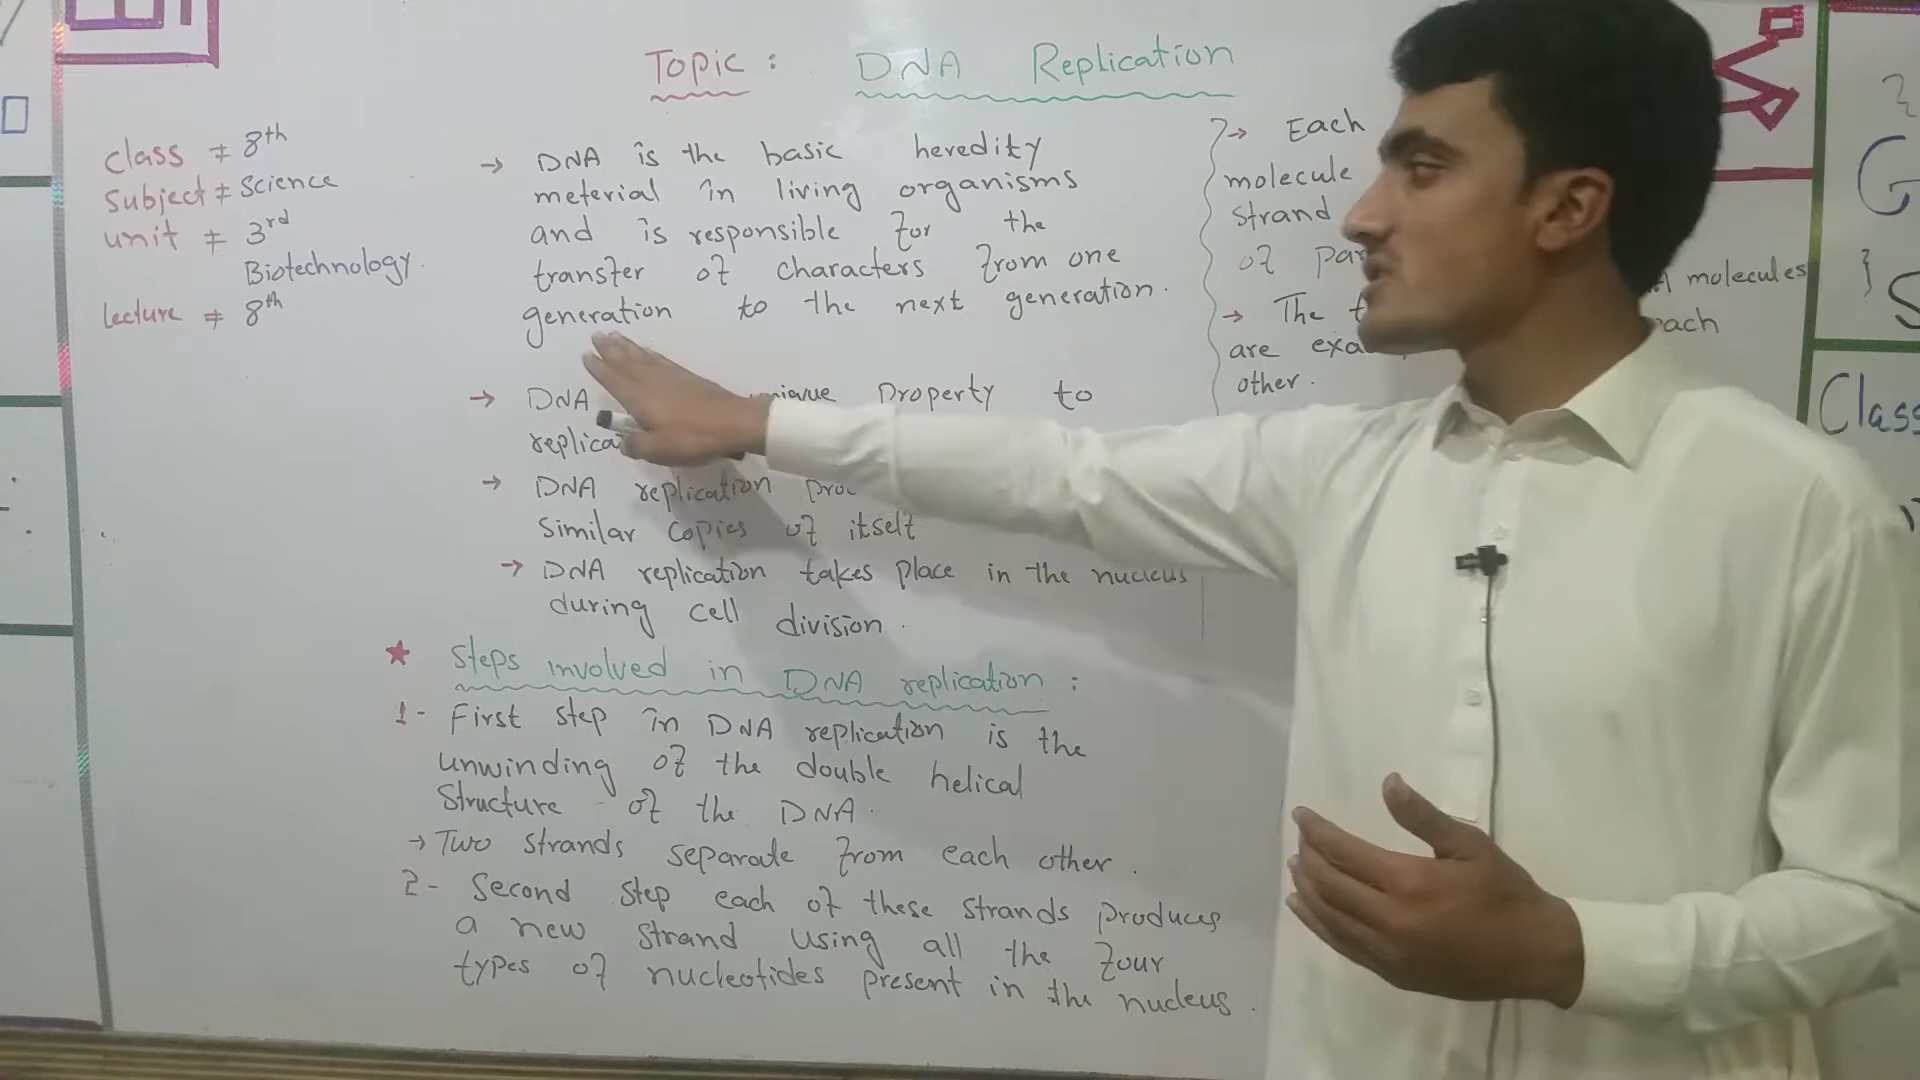 Topic : DNA Replication
Class # 8th
Subject # Science
unit # 3rd
Biotechnology.
lecture # 8th
→ DNA is the basic heredity
meterial in living organisms
and is responsible for the
transfer of characters from one
generation to the next generation.
→ DNA property to
→ DNA replication
similar copies of itself
→ DNA replication takes place in the nucleus
during cell division.
★ Steps involved in DNA replication :
1- First step in DNA replication is the
unwinding of the double helical
structure of the DNA.
→ Two strands separate from each other.
2- Second step each of these strands produces
a new strand using all the four
types of nucleotides present in the nucleus.
→ Each
molecule
strand
of
molecules
→ The
each
are
other.
Class